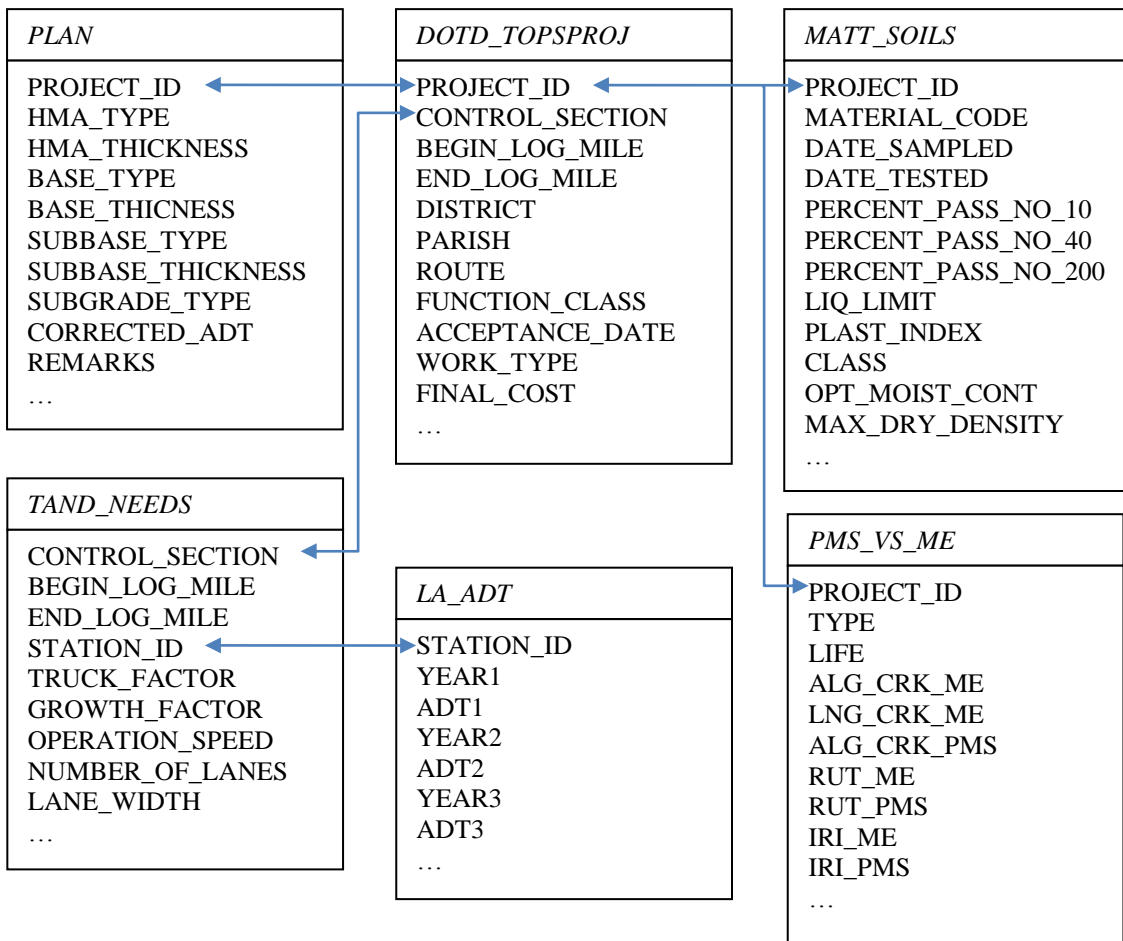 PLAN
PROJECT_ID
HMA_TYPE
HMA_THICKNESS
BASE_TYPE
BASE_THICNESS
SUBBASE_TYPE
SUBBASE_THICKNESS
SUBGRADE_TYPE
CORRECTED_ADT
REMARKS
…
DOTD_TOPSPROJ
PROJECT_ID
CONTROL_SECTION
BEGIN_LOG_MILE
END_LOG_MILE
DISTRICT
PARISH
ROUTE
FUNCTION_CLASS
ACCEPTANCE_DATE
WORK_TYPE
FINAL_COST
…
MATT_SOILS
PROJECT_ID
MATERIAL_CODE
DATE_SAMPLED
DATE_TESTED
PERCENT_PASS_NO_10
PERCENT_PASS_NO_40
PERCENT_PASS_NO_200
LIQ_LIMIT
PLAST_INDEX
CLASS
OPT_MOIST_CONT
MAX_DRY_DENSITY
…
TAND_NEEDS
CONTROL_SECTION
BEGIN_LOG_MILE
END_LOG_MILE
STATION_ID
TRUCK_FACTOR
GROWTH_FACTOR
OPERATION_SPEED
NUMBER_OF_LANES
LANE_WIDTH
…
LA_ADT
STATION_ID
YEAR1
ADT1
YEAR2
ADT2
YEAR3
ADT3
…
PMS_VS_ME
PROJECT_ID
TYPE
LIFE
ALG_CRK_ME
LNG_CRK_ME
ALG_CRK_PMS
RUT_ME
RUT_PMS
IRI_ME
IRI_PMS
…